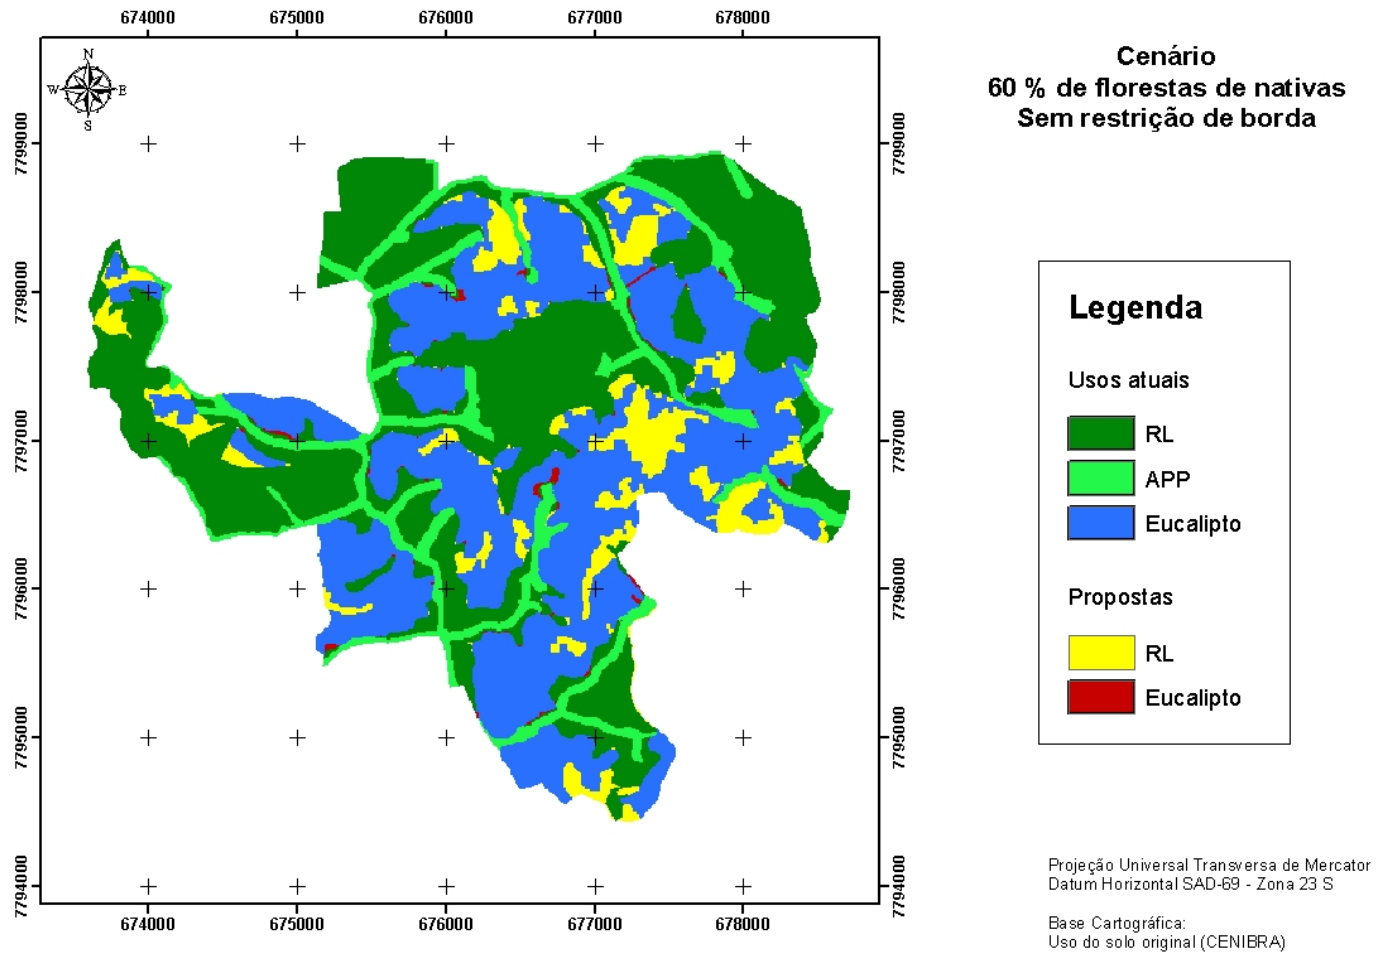 674000 675000 676000 677000 678000
N
W E
S
Cenário
60 % de florestas de nativas
Sem restrição de borda
7799000 7799000
7798000 7798000
7797000 7797000
7796000 7796000
7795000 7795000
7794000 7794000
674000 675000 676000 677000 678000
Legenda
Usos atuais
RL
APP
Eucalipto
Propostas
RL
Eucalipto
Projeção Universal Transversa de Mercator
Datum Horizontal SAD-69 - Zona 23 S
Base Cartográfica:
Uso do solo original (CENIBRA)